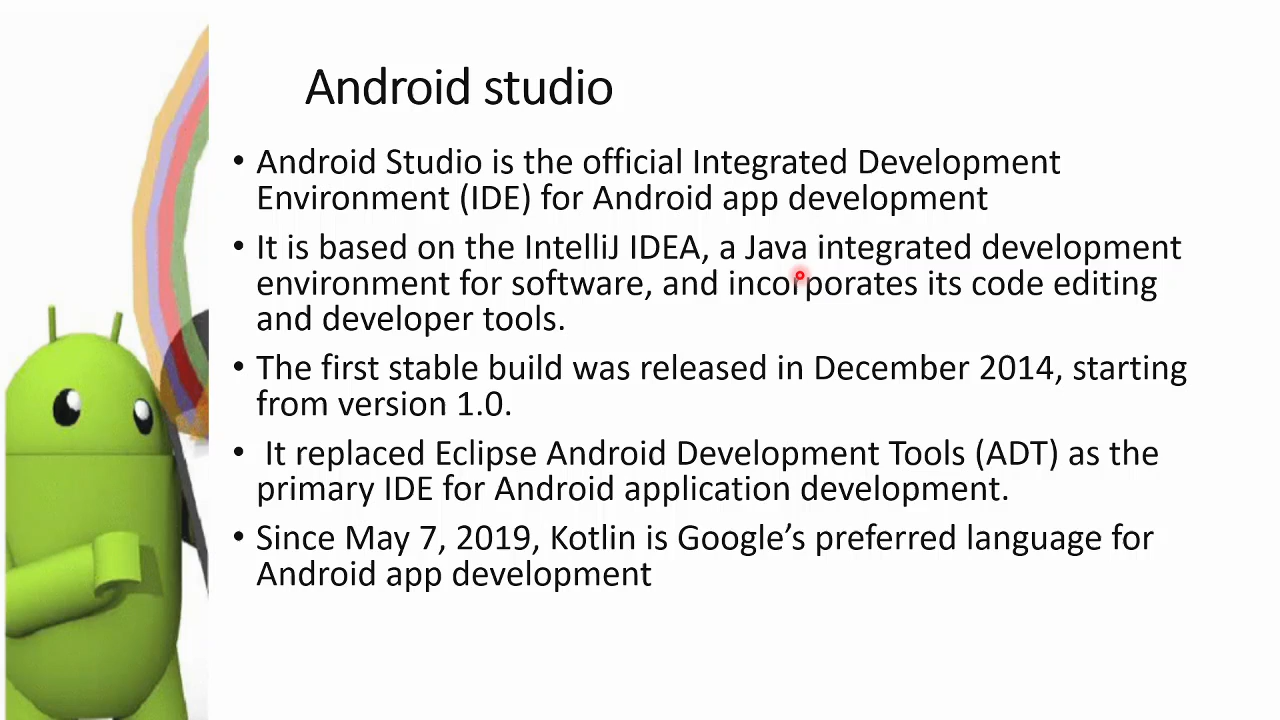 Android studio
• Android Studio is the official Integrated Development
Environment (IDE) for Android app development
• It is based on the IntelliJ IDEA, a Java integrated development
environment for software, and incorporates its code editing
and developer tools.
• The first stable build was released in December 2014, starting
from version 1.0.
• It replaced Eclipse Android Development Tools (ADT) as the
primary IDE for Android application development.
• Since May 7, 2019, Kotlin is Google’s preferred language for
Android app development